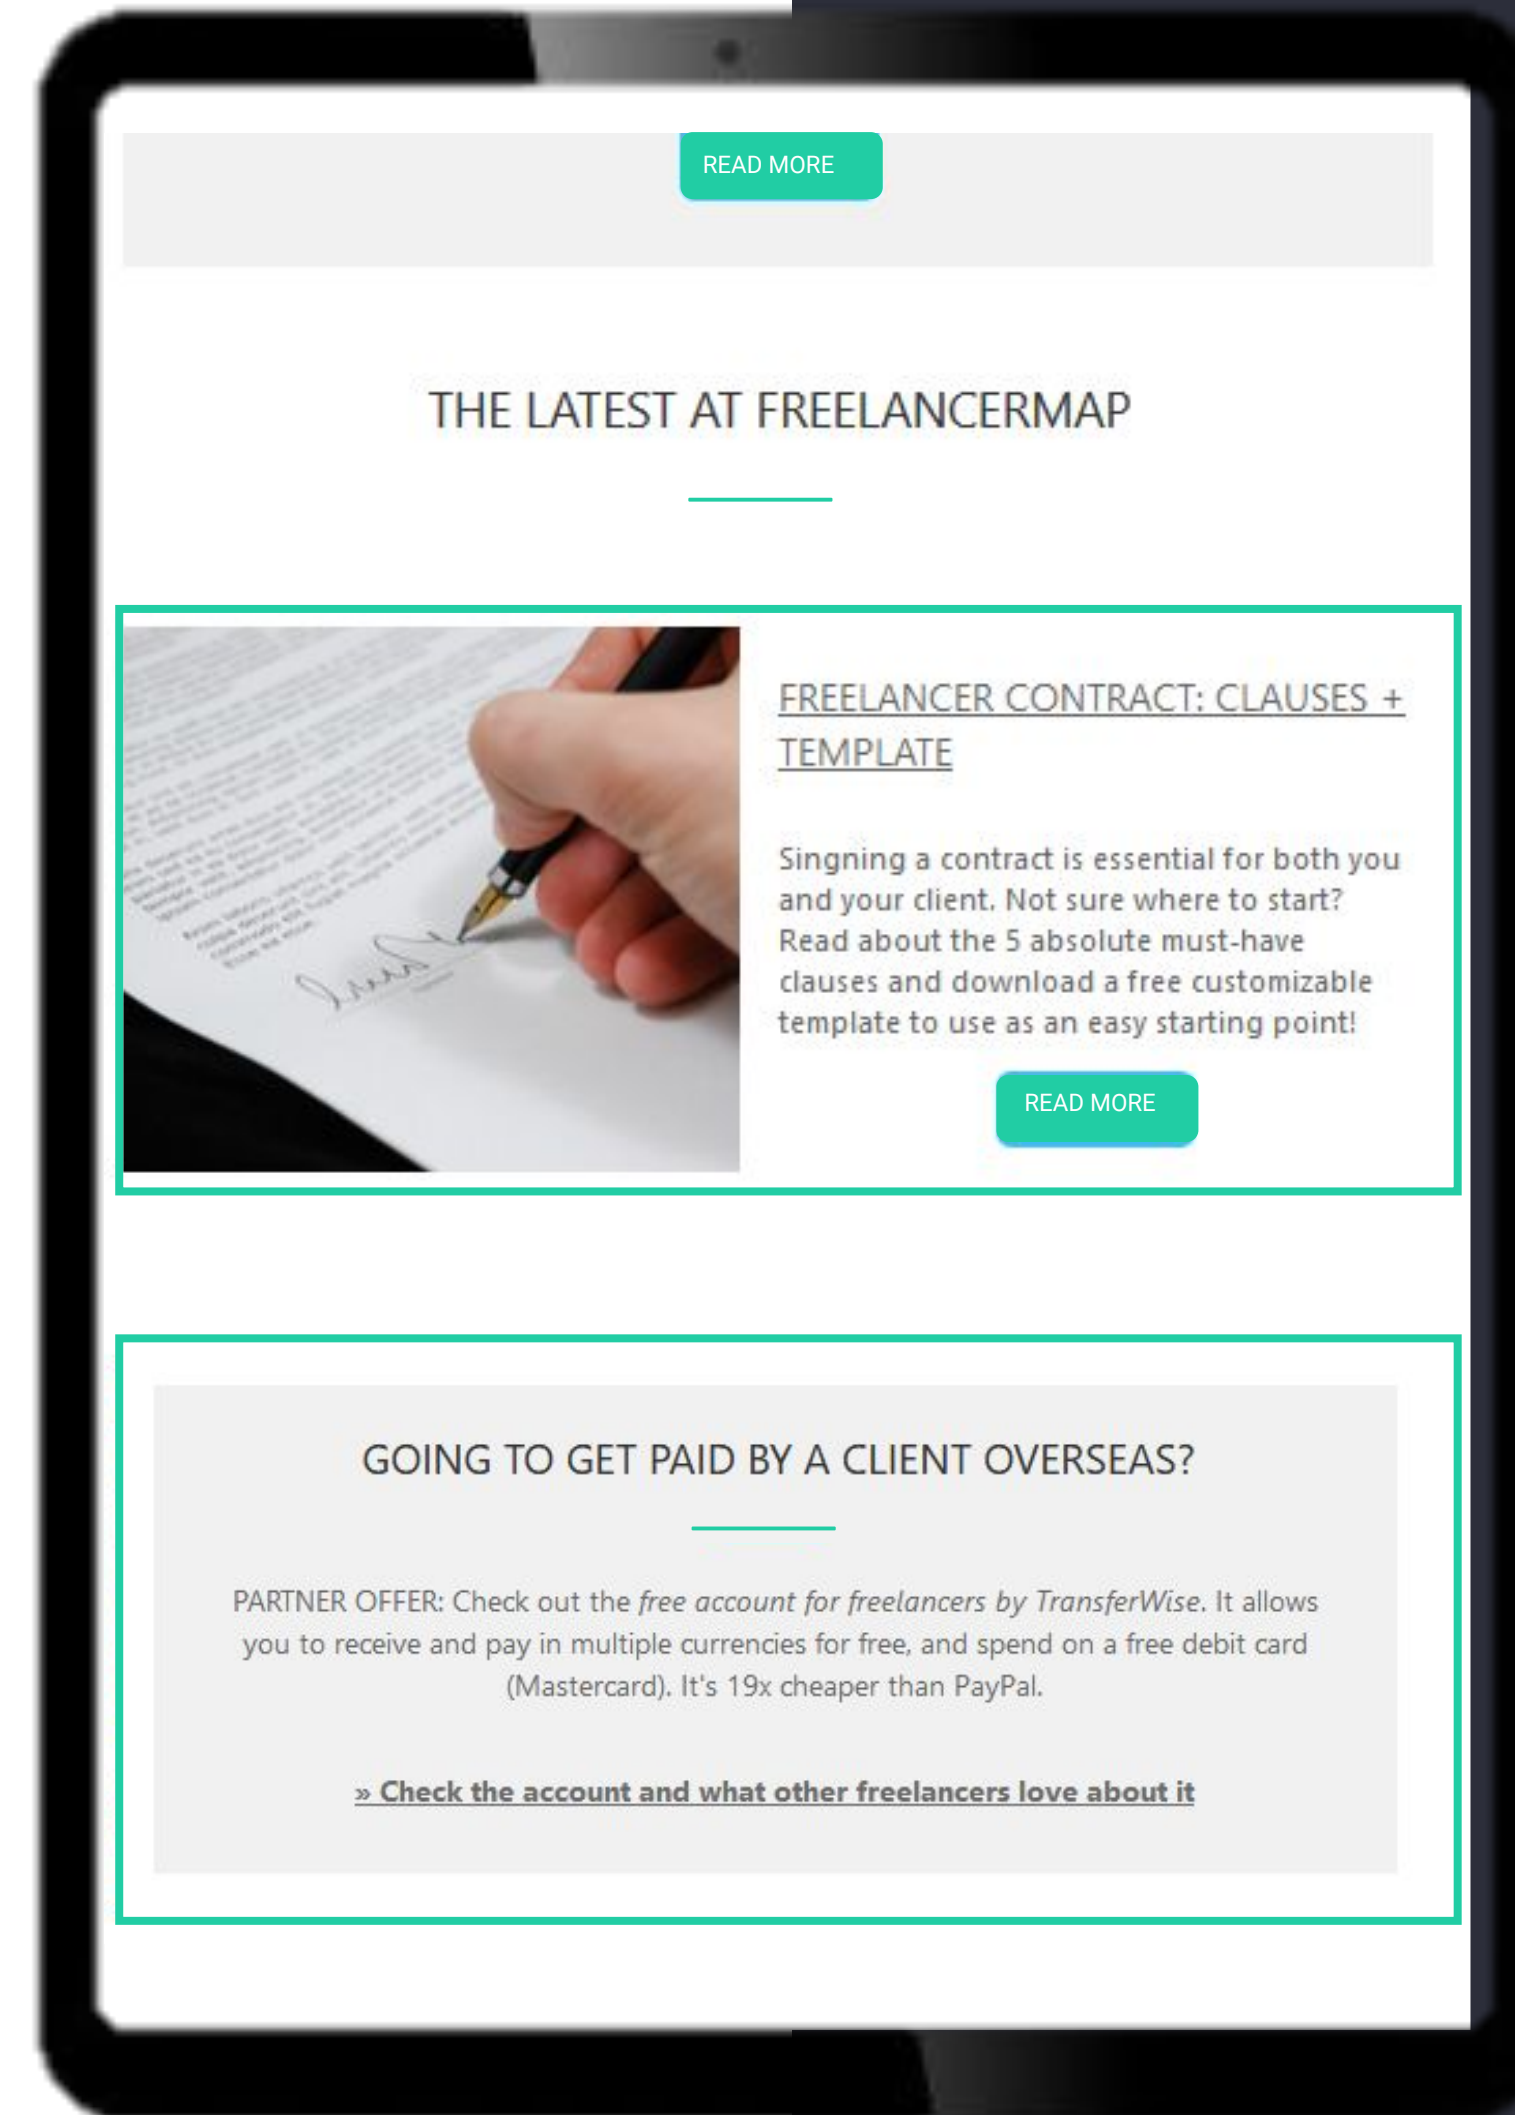 READ MORE
THE LATEST AT FREELANCERMAP
FREELANCER CONTRACT: CLAUSES +
TEMPLATE
Singning a contract is essential for both you
and your client. Not sure where to start?
Read about the 5 absolute must-have
clauses and download a free customizable
template to use as an easy starting point!
READ MORE
GOING TO GET PAID BY A CLIENT OVERSEAS?
PARTNER OFFER: Check out the free account for freelancers by TransferWise. It allows
you to receive and pay in multiple currencies for free, and spend on a free debit card
(Mastercard). It's 19x cheaper than PayPal.
» Check the account and what other freelancers love about it